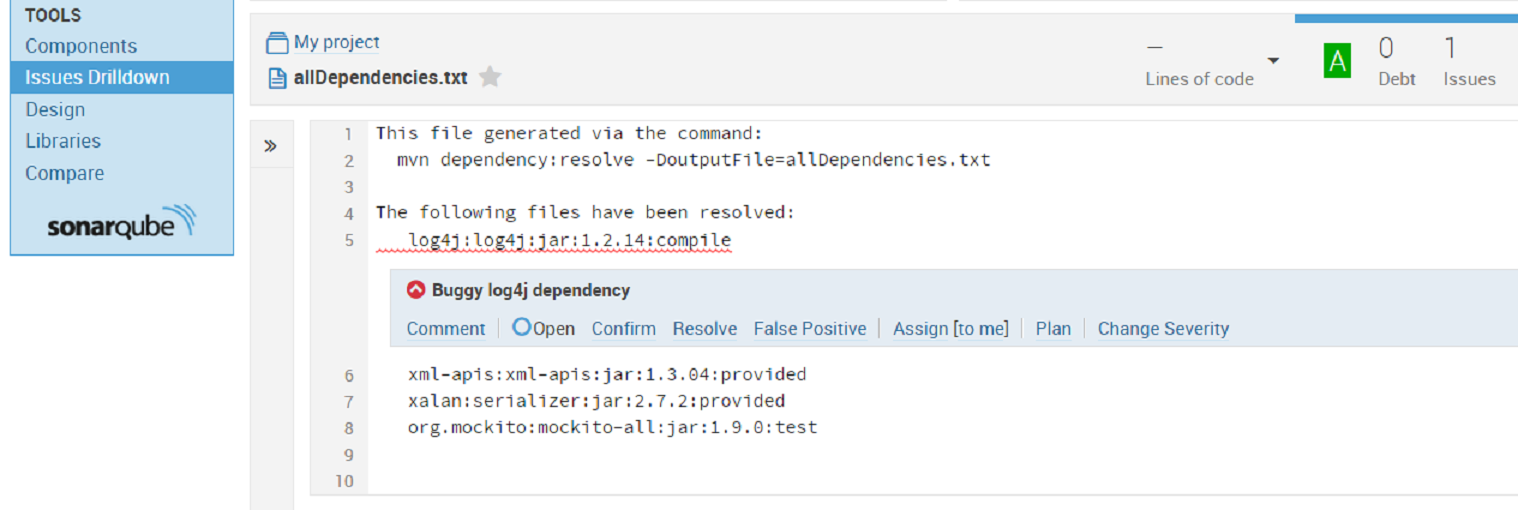 TOOLS
Components
Issues Drilldown
Design
Libraries
Compare
sonarqube
My project
allDependencies.txt
— 0 1
Lines of code A Debt Issues
»
1 This file generated via the command:
2 mvn dependency:resolve -DoutputFile=allDependencies.txt
3
4 The following files have been resolved:
5 log4j:log4j:jar:1.2.14:compile
Buggy log4j dependency
Comment Open Confirm Resolve False Positive Assign [to me] Plan Change Severity
6 xml-apis:xml-apis:jar:1.3.04:provided
7 xalan:serializer:jar:2.7.2:provided
8 org.mockito:mockito-all:jar:1.9.0:test
9
10